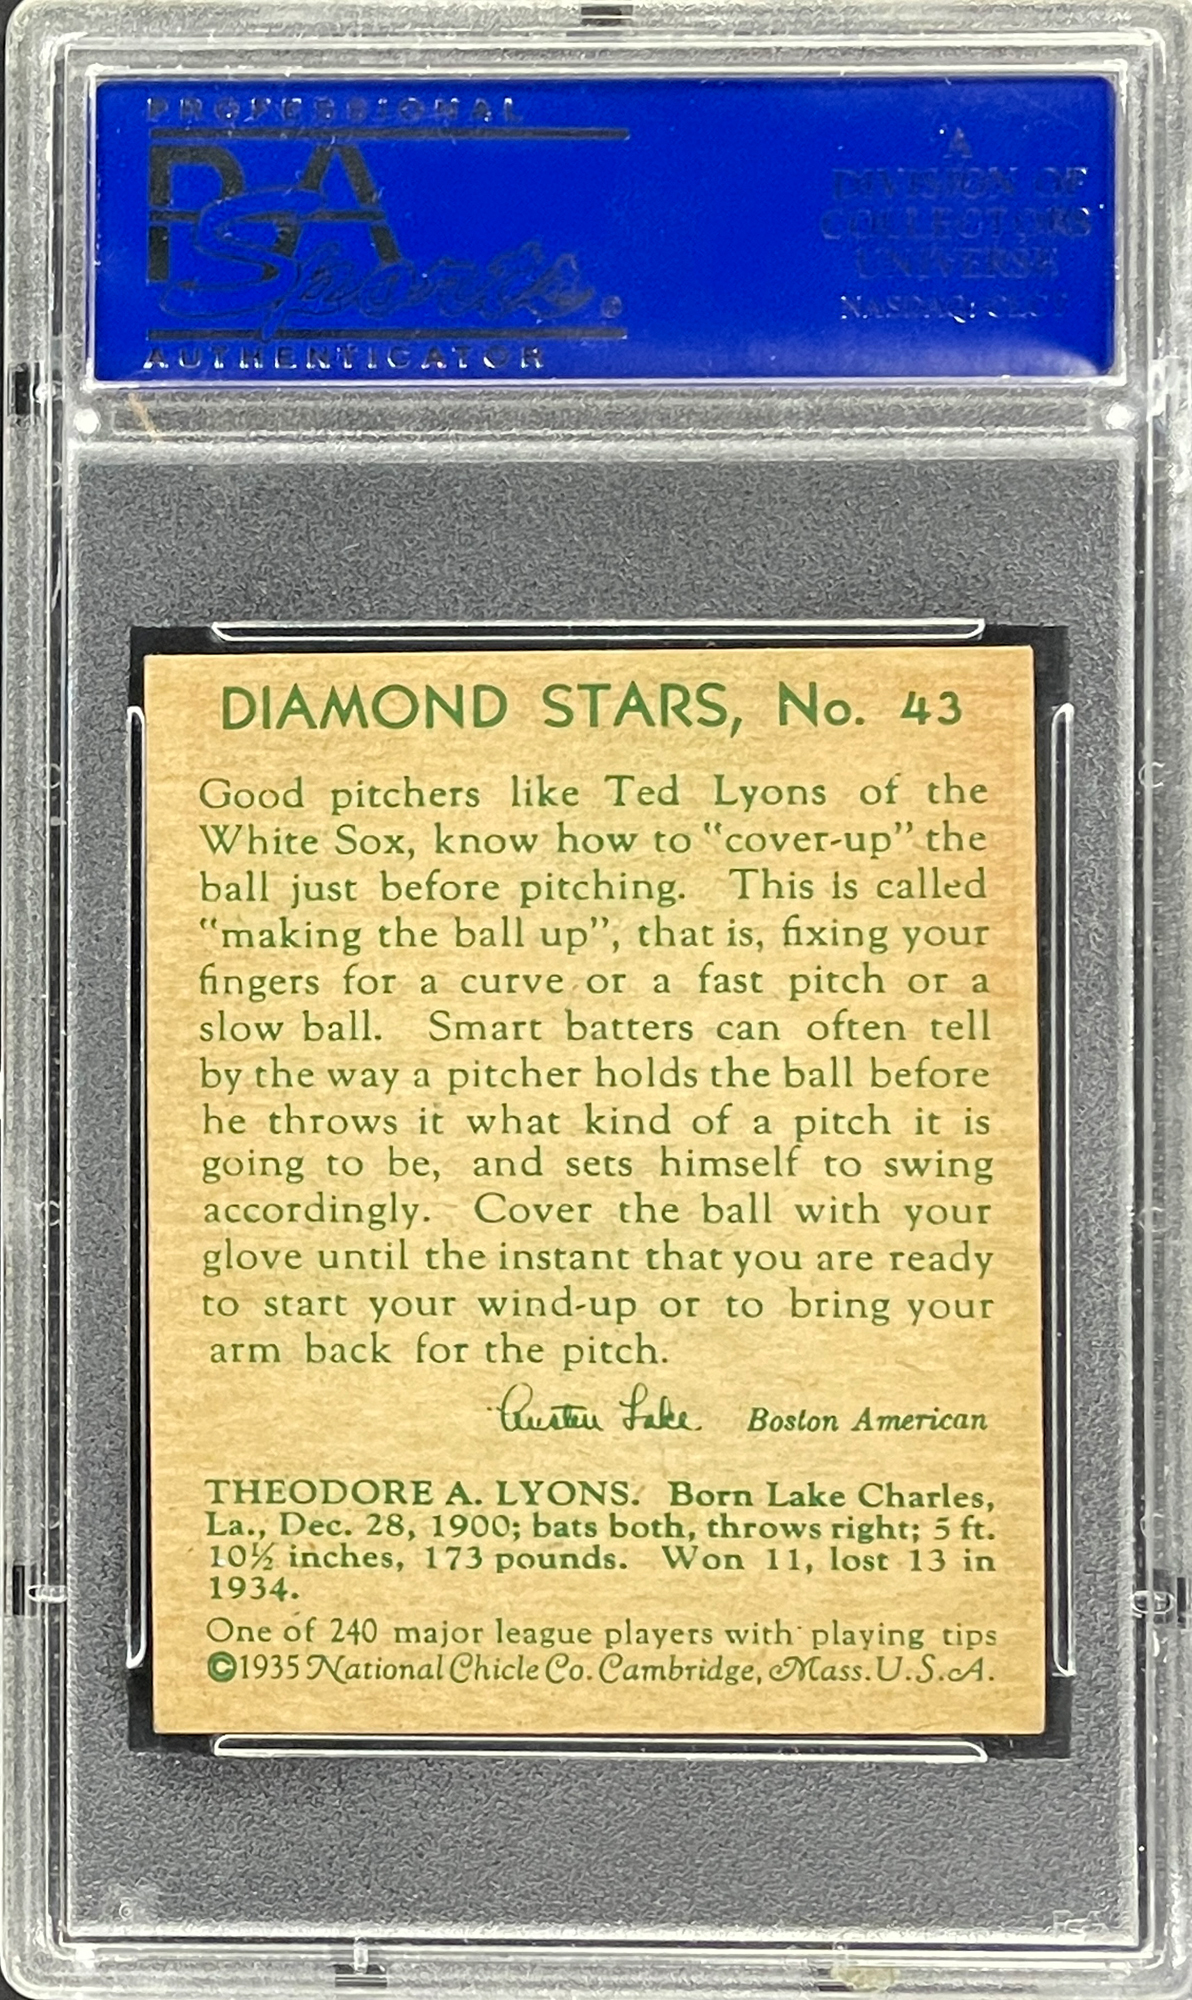 PROFESSIONAL
PSA
Sports®
AUTHENTICATOR
A
DIVISION OF
COLLECTORS
UNIVERSE
NASDAQ: CLCT
DIAMOND STARS, No. 43
Good pitchers like Ted Lyons of the
White Sox, know how to "cover-up" the
ball just before pitching. This is called
"making the ball up", that is, fixing your
fingers for a curve or a fast pitch or a
slow ball. Smart batters can often tell
by the way a pitcher holds the ball before
he throws it what kind of a pitch it is
going to be, and sets himself to swing
accordingly. Cover the ball with your
glove until the instant that you are ready
to start your wind-up or to bring your
arm back for the pitch.
Austen Lake Boston American
THEODORE A. LYONS. Born Lake Charles,
La., Dec. 28, 1900; bats both, throws right; 5 ft.
10½ inches, 173 pounds. Won 11, lost 13 in
1934.
One of 240 major league players with playing tips
©1935 National Chicle Co. Cambridge, Mass. U.S.A.